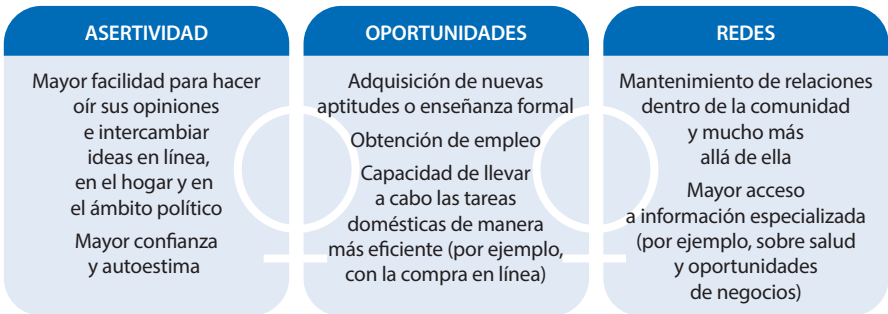 ASERTIVIDAD
Mayor facilidad para hacer
oír sus opiniones
e intercambiar
ideas en línea,
en el hogar y en
el ámbito político
Mayor confianza
y autoestima
OPORTUNIDADES
Adquisición de nuevas
aptitudes o enseñanza formal
Obtención de empleo
Capacidad de llevar
a cabo las tareas
domésticas de manera
más eficiente (por ejemplo,
con la compra en línea)
REDES
Mantenimiento de relaciones
dentro de la comunidad
y mucho más
allá de ella
Mayor acceso
a información especializada
(por ejemplo, sobre salud
y oportunidades
de negocios)